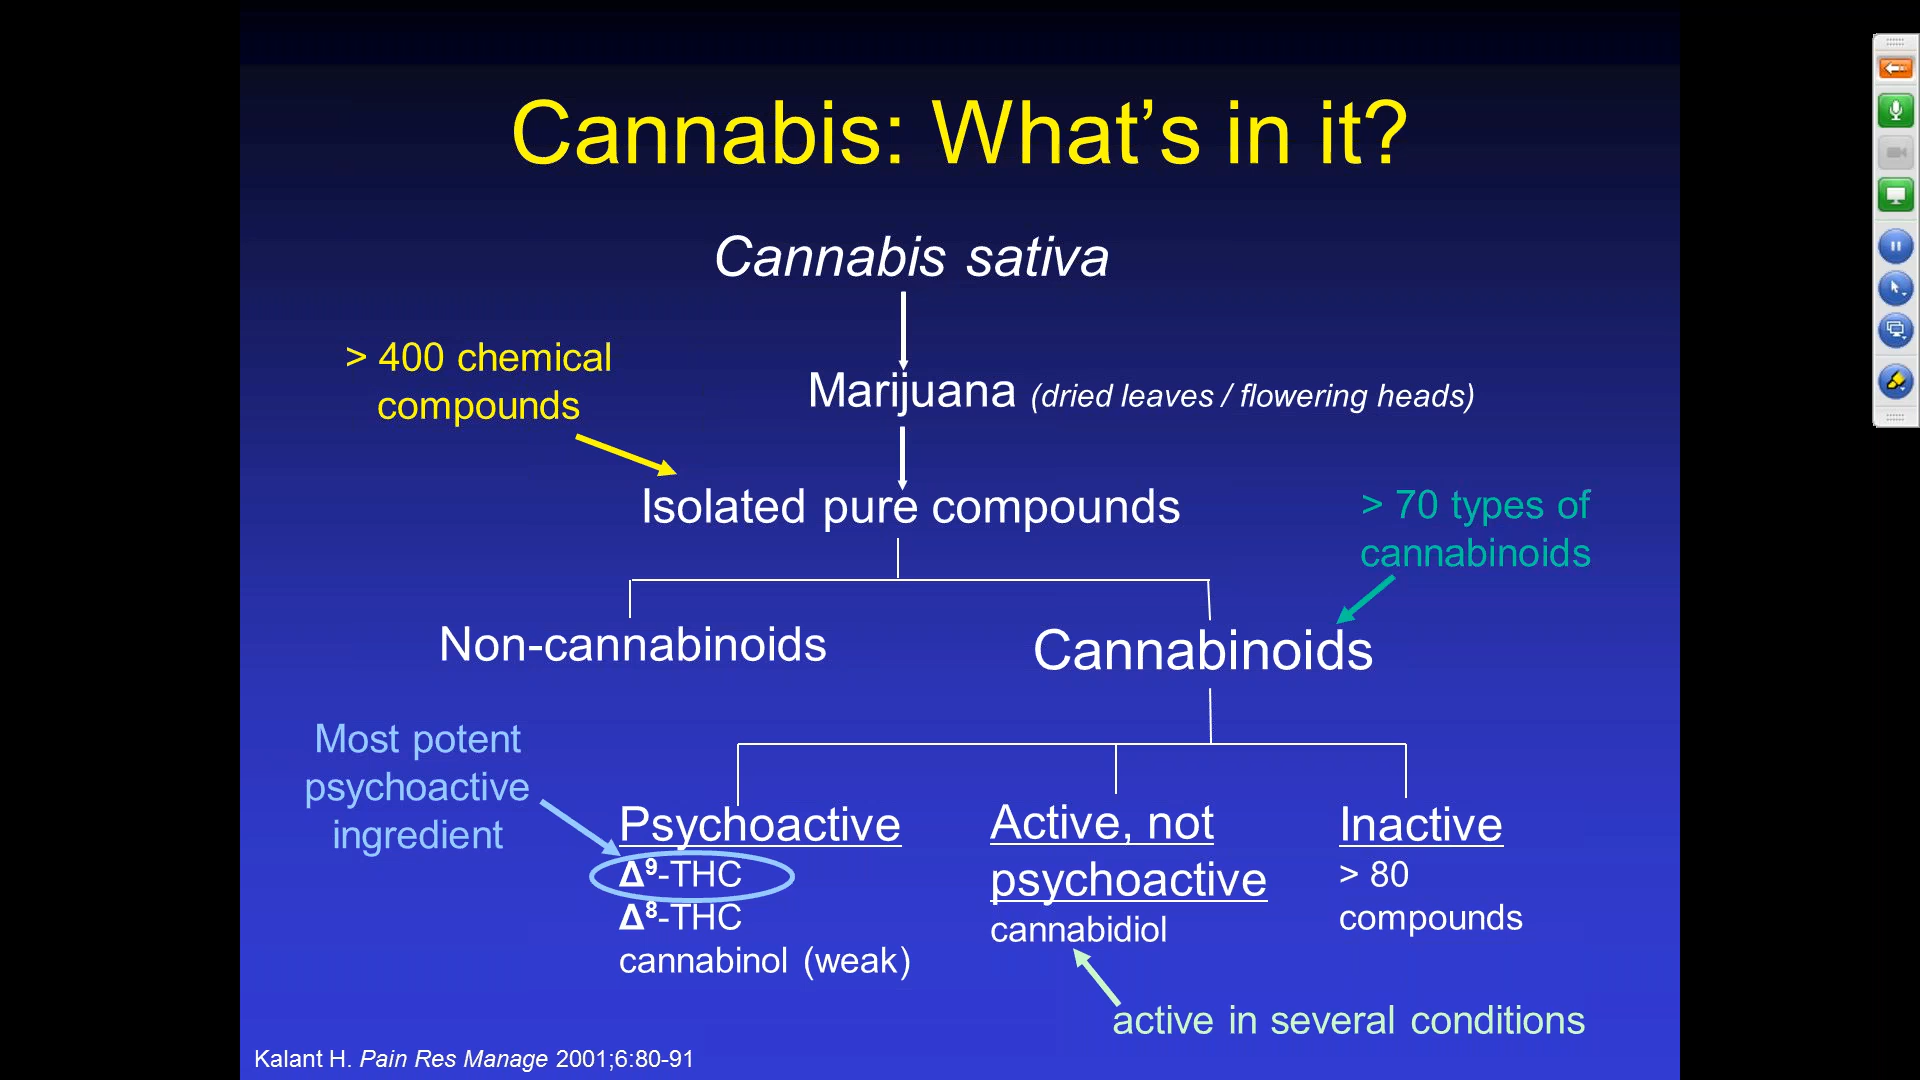 Cannabis: What’s in it?
Cannabis sativa
> 400 chemical
compounds
Marijuana (dried leaves / flowering heads)
Isolated pure compounds
> 70 types of
cannabinoids
Non-cannabinoids
Cannabinoids
Most potent
psychoactive
ingredient
Psychoactive
Δ⁹-THC
Δ⁸-THC
cannabinol (weak)
Active, not
psychoactive
cannabidiol
Inactive
> 80
compounds
active in several conditions
Kalant H. Pain Res Manage 2001;6:80-91